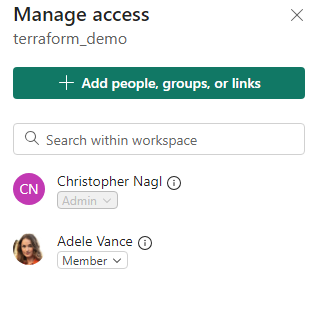 Manage access
terraform_demo
Add people, groups, or links
Search within workspace
CN
Christopher Nagl
Admin
Adele Vance
Member